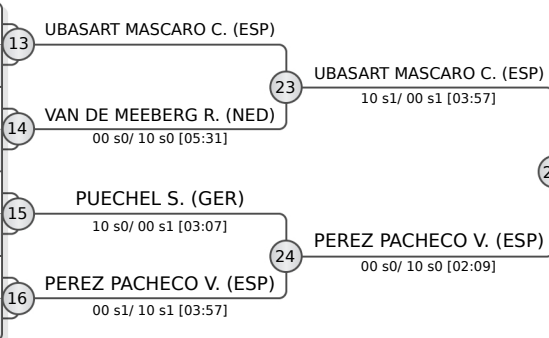 UBASART MASCARO C. (ESP)
13
23
UBASART MASCARO C. (ESP)
10 s1/ 00 s1 [03:57]
14
VAN DE MEEBERG R. (NED)
00 s0/ 10 s0 [05:31]
15
PUECHEL S. (GER)
10 s0/ 00 s1 [03:07]
24
PEREZ PACHECO V. (ESP)
00 s0/ 10 s0 [02:09]
16
PEREZ PACHECO V. (ESP)
00 s1/ 10 s1 [03:57]